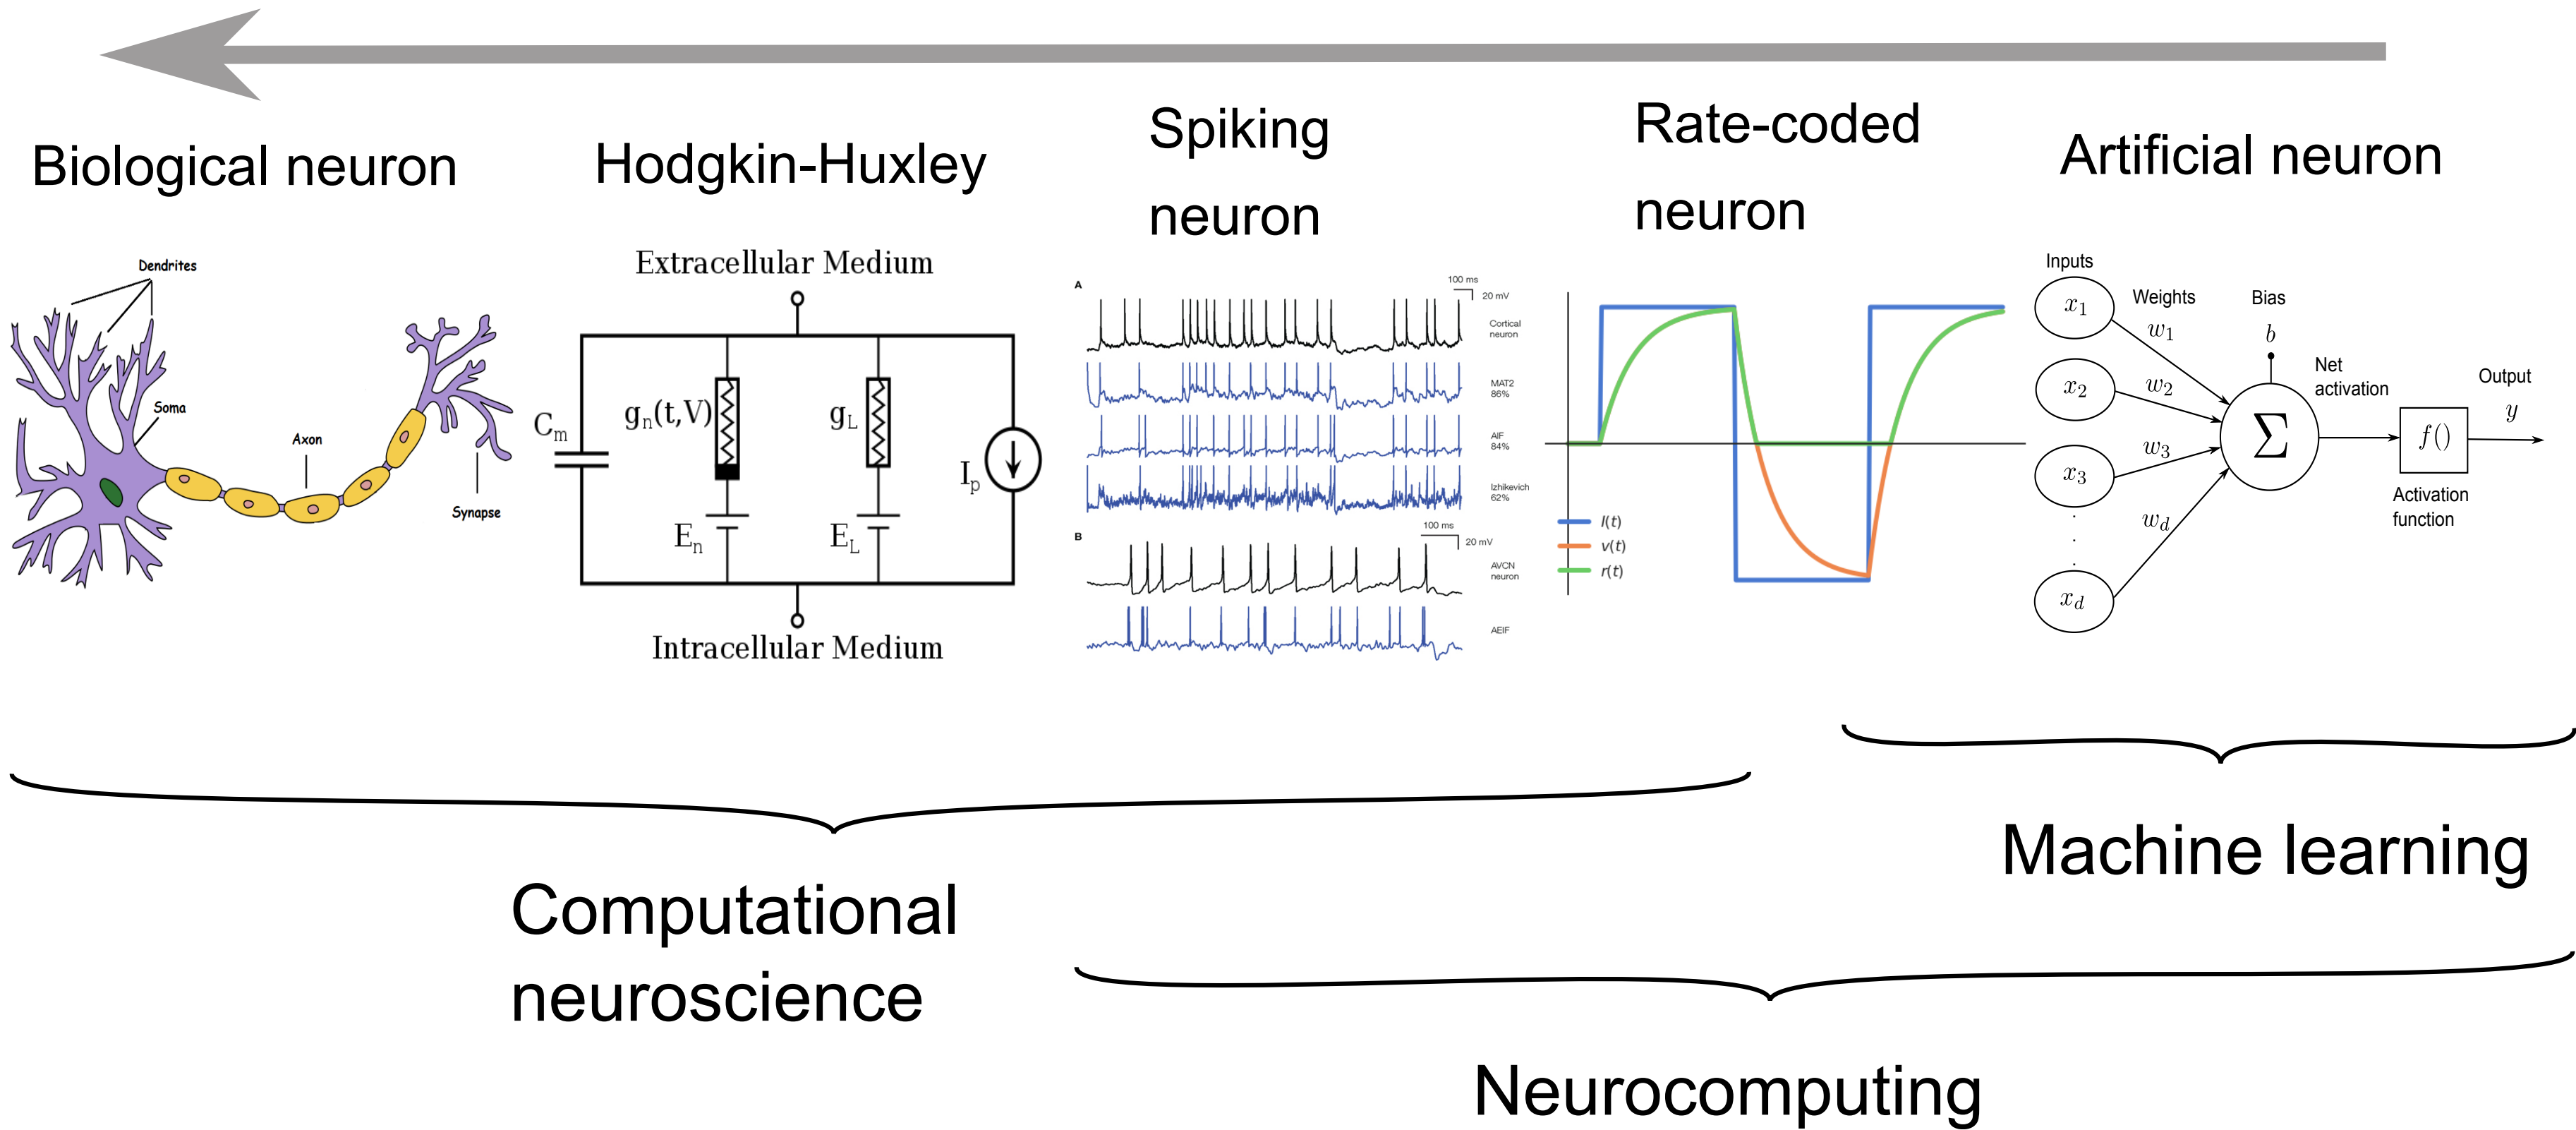 Biological neuron
Hodgkin-Huxley
Spiking
neuron
Rate-coded
neuron
Artificial neuron
Dendrites
Soma
Axon
Synapse
Extracellular Medium
Cm
gn(t,V)
gL
Ip
En
EL
Intracellular Medium
A
100 ms
20 mV
Cortical
neuron
MAT2
86%
AIF
84%
Izhikevich
62%
B
100 ms
20 mV
AVCN
neuron
AEIF
I(t)
v(t)
r(t)
Inputs
x1
x2
x3
.
.
.
xd
Weights
w1
w2
w3
wd
Bias
b
∑
Net
activation
f()
Activation
function
Output
y
Machine learning
Computational
neuroscience
Neurocomputing